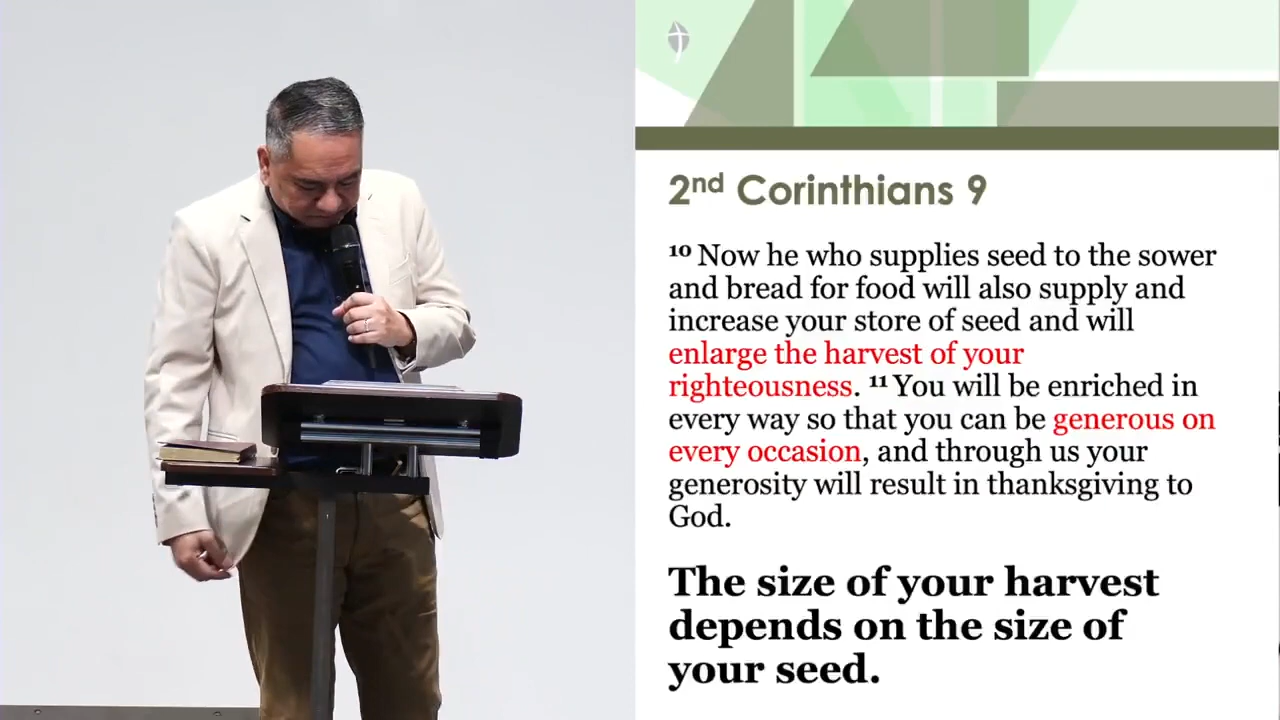 2nd Corinthians 9
10 Now he who supplies seed to the sower
and bread for food will also supply and
increase your store of seed and will
enlarge the harvest of your
righteousness. 11 You will be enriched in
every way so that you can be generous on
every occasion, and through us your
generosity will result in thanksgiving to
God.
The size of your harvest
depends on the size of
your seed.